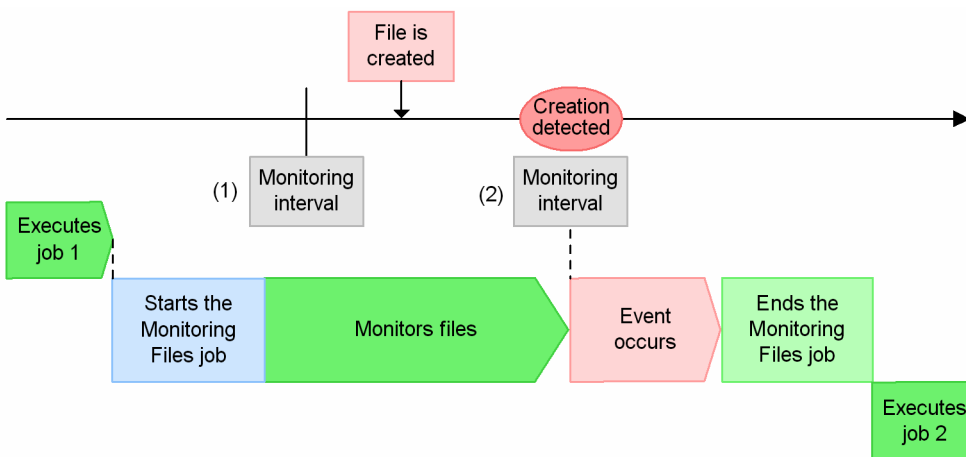 File is
created
Creation
detected
(1)
Monitoring
interval
(2)
Monitoring
interval
Executes
job 1
Starts the
Monitoring
Files job
Monitors files
Event
occurs
Ends the
Monitoring
Files job
Executes
job 2